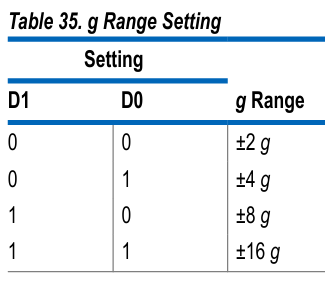 Table 35. g Range Setting
Setting
D1 D0 g Range
0 0 ±2 g
0 1 ±4 g
1 0 ±8 g
1 1 ±16 g